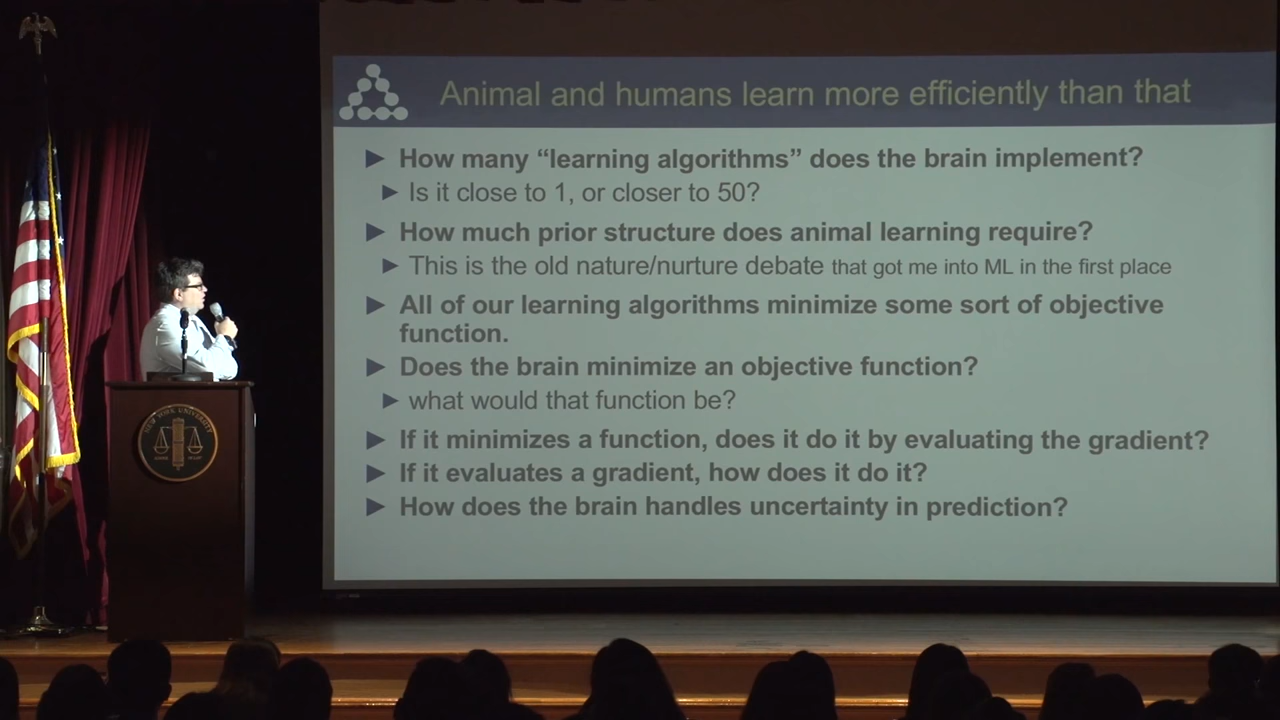 Animal and humans learn more efficiently than that
How many “learning algorithms” does the brain implement?
Is it close to 1, or closer to 50?
How much prior structure does animal learning require?
This is the old nature/nurture debate that got me into ML in the first place
All of our learning algorithms minimize some sort of objective
function.
Does the brain minimize an objective function?
what would that function be?
If it minimizes a function, does it do it by evaluating the gradient?
If it evaluates a gradient, how does it do it?
How does the brain handles uncertainty in prediction?
NEW YORK UNIVERSITY